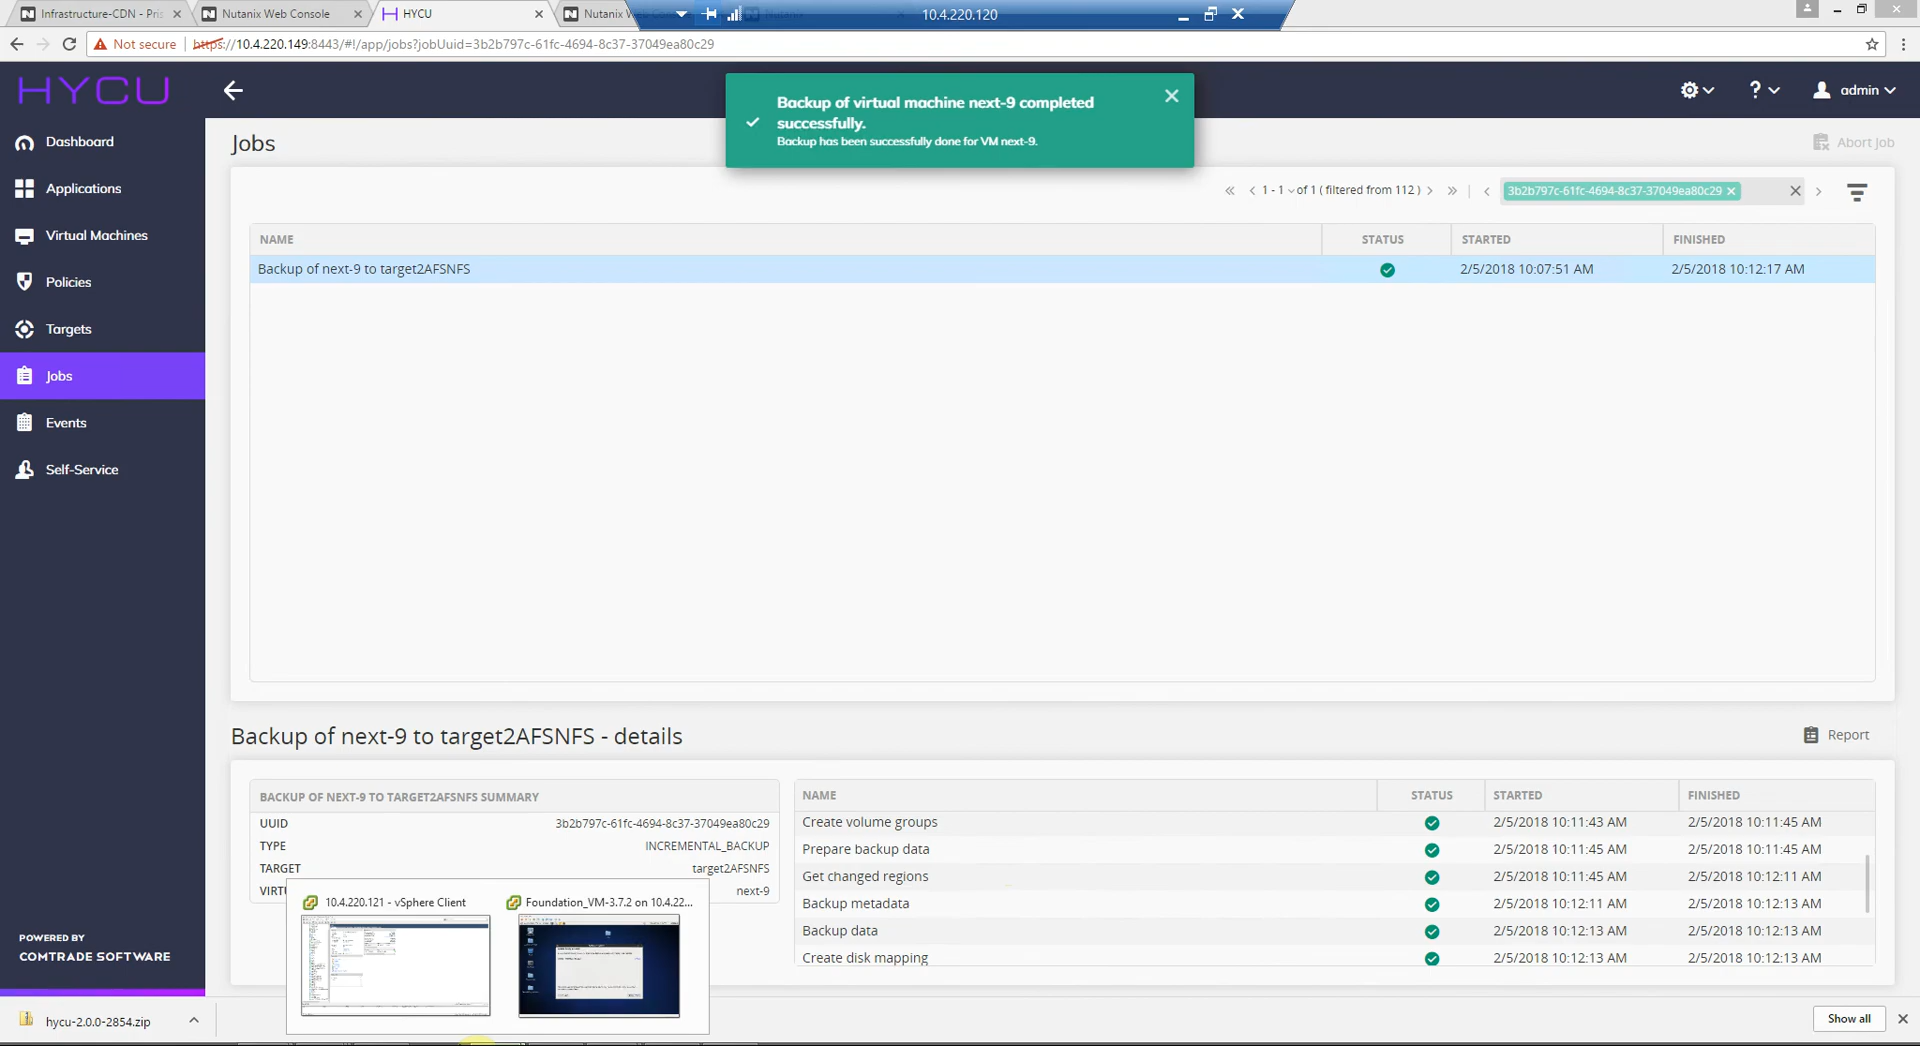 Infrastructure-CDN - Pris
Nutanix Web Console
HYCU
Nutanix Web Console
Nutanix
10.4.220.120
Not secure
https://10.4.220.149:8443/#!/app/jobs?jobUuid=3b2b797c-61fc-4694-8c37-37049ea80c29
HYCU
Backup of virtual machine next-9 completed
successfully.
Backup has been successfully done for VM next-9.
admin
Dashboard
Applications
Virtual Machines
Policies
Targets
Jobs
Events
Self-Service
POWERED BY
COMTRADE SOFTWARE
Jobs
Abort Job
1 - 1 of 1 ( filtered from 112 )
3b2b797c-61fc-4694-8c37-37049ea80c29
NAME STATUS STARTED FINISHED
Backup of next-9 to target2AFSNFS 2/5/2018 10:07:51 AM 2/5/2018 10:12:17 AM
Backup of next-9 to target2AFSNFS - details
Report
BACKUP OF NEXT-9 TO TARGET2AFSNFS SUMMARY
UUID 3b2b797c-61fc-4694-8c37-37049ea80c29
TYPE INCREMENTAL_BACKUP
TARGET target2AFSNFS
next-9
NAME STATUS STARTED FINISHED
Create volume groups 2/5/2018 10:11:43 AM 2/5/2018 10:11:45 AM
Prepare backup data 2/5/2018 10:11:45 AM 2/5/2018 10:11:45 AM
Get changed regions 2/5/2018 10:11:45 AM 2/5/2018 10:12:11 AM
Backup metadata 2/5/2018 10:12:11 AM 2/5/2018 10:12:13 AM
Backup data 2/5/2018 10:12:13 AM 2/5/2018 10:12:13 AM
Create disk mapping 2/5/2018 10:12:13 AM 2/5/2018 10:12:13 AM
10.4.220.121 - vSphere Client
Foundation_VM-3.7.2 on 10.4.22...
hycu-2.0.0-2854.zip
Show all